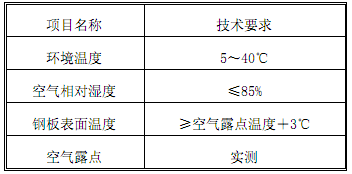 项目名称 技术要求
环境温度 5～40℃
空气相对湿度 ≤85%
钢板表面温度 ≥空气露点温度＋3℃
空气露点 实测